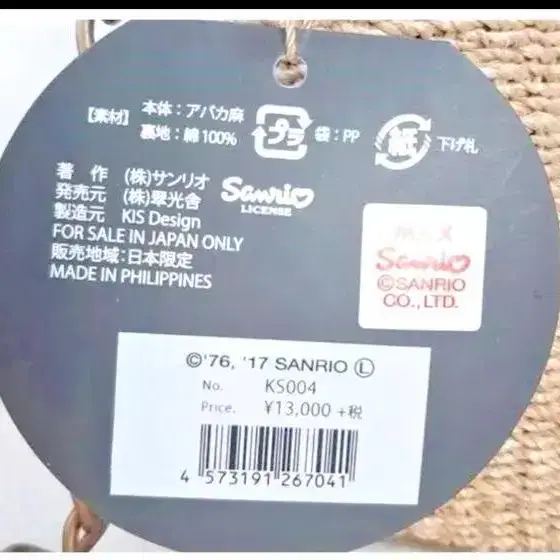 【素材】 本体：アバカ麻
裏地：綿100%
プラ 袋：PP
紙 下げ札
著 作 (株)サンリオ
発売元 (株)翠光舎
製造元 KIS Design
FOR SALE IN JAPAN ONLY
販売地域:日本限定
MADE IN PHILIPPINES
Sanrio
LICENSE
Sanrio
©SANRIO
CO.,LTD.
©'76, '17 SANRIO Ⓛ
No. KS004
Price. ¥13,000 +税
4 573191 267041